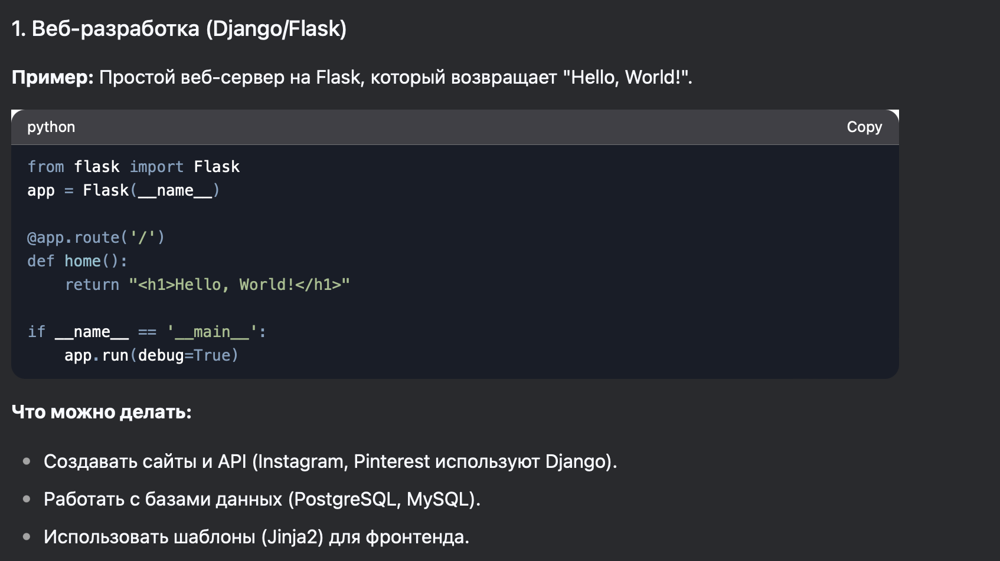 1. Веб-разработка (Django/Flask)
Пример: Простой веб-сервер на Flask, который возвращает "Hello, World!".
python Copy
from flask import Flask
app = Flask(__name__)
@app.route('/')
def home():
    return "<h1>Hello, World!</h1>"
if __name__ == '__main__':
    app.run(debug=True)
Что можно делать:
• Создавать сайты и API (Instagram, Pinterest используют Django).
• Работать с базами данных (PostgreSQL, MySQL).
• Использовать шаблоны (Jinja2) для фронтенда.